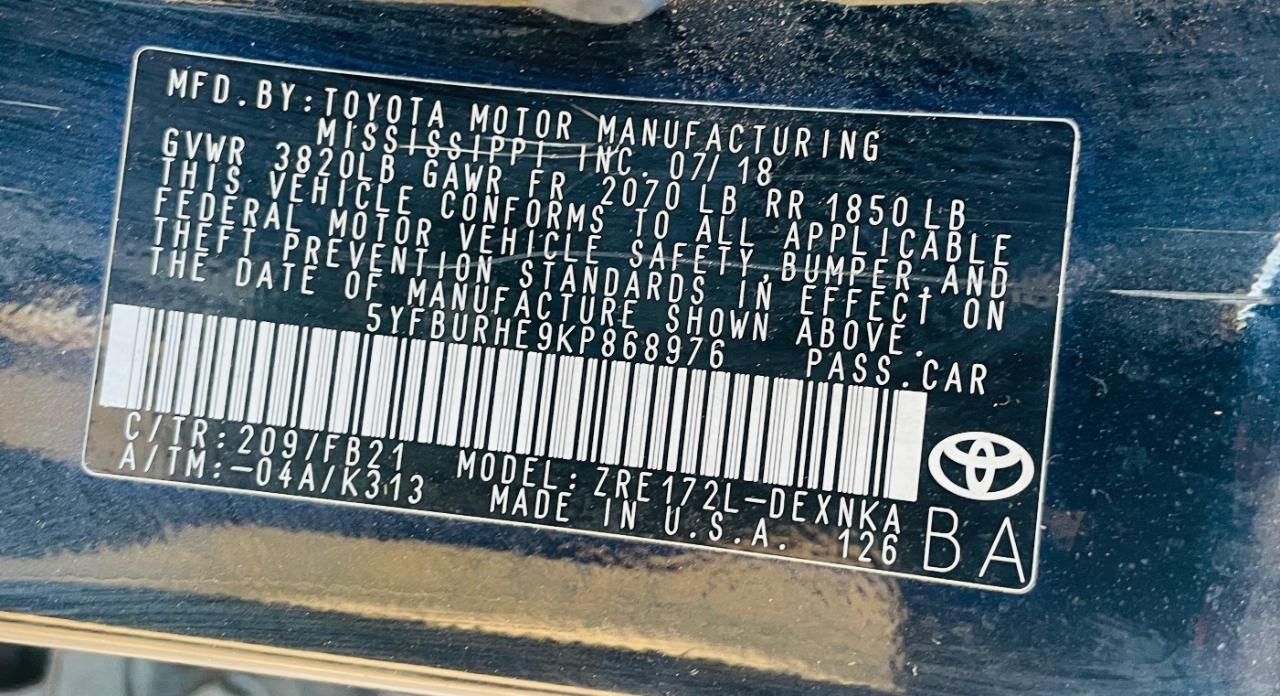 MFD.BY:TOYOTA MOTOR MANUFACTURING
MISSISSIPPI INC. 07/18
GVWR 3820LB GAWR FR 2070 LB RR 1850 LB
THIS VEHICLE CONFORMS TO ALL APPLICABLE
FEDERAL MOTOR VEHICLE SAFETY,BUMPER,AND
THEFT PREVENTION STANDARDS IN EFFECT ON
THE DATE OF MANUFACTURE SHOWN ABOVE.
5YFBURHE9KP868976 PASS.CAR
C/TR:209/FB21 MODEL:ZRE172L-DEXNKA
A/TM:-04A/K313 MADE IN U.S.A. 126
BA